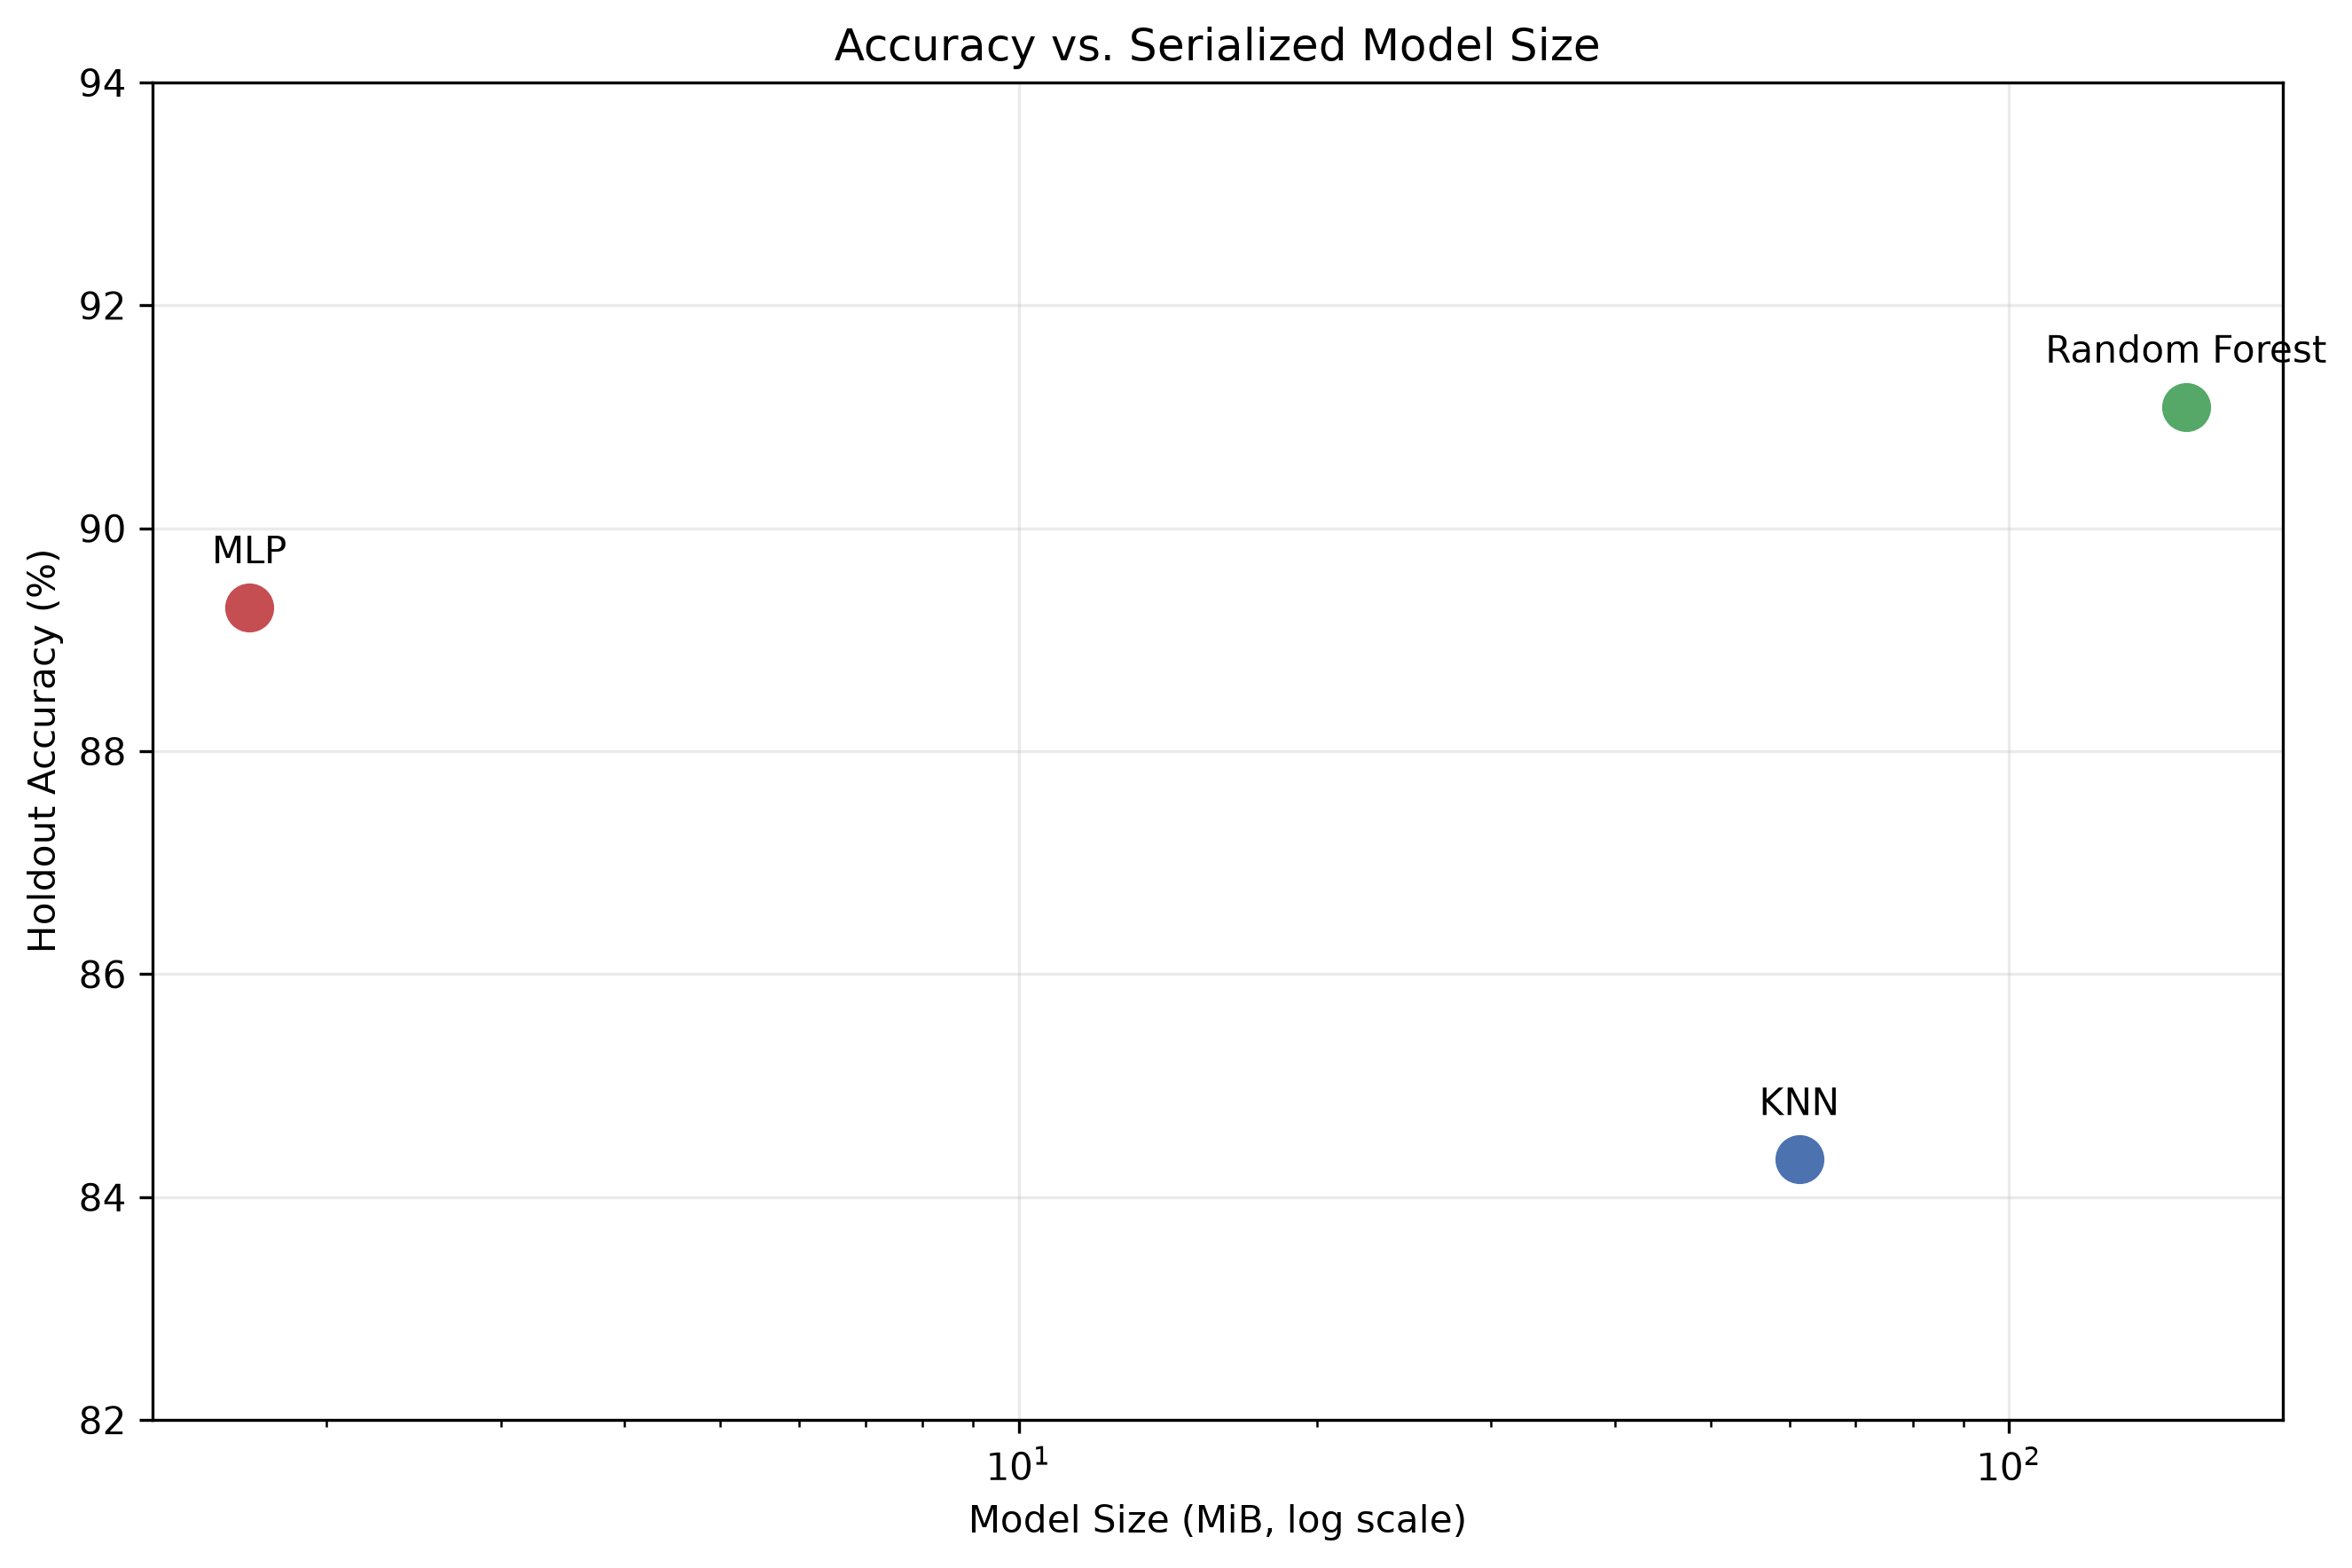 Accuracy vs. Serialized Model Size
94
92
Random Forest
90
MLP
88
86
KNN
84
82
10¹
10²
Holdout Accuracy (%)
Model Size (MiB, log scale)